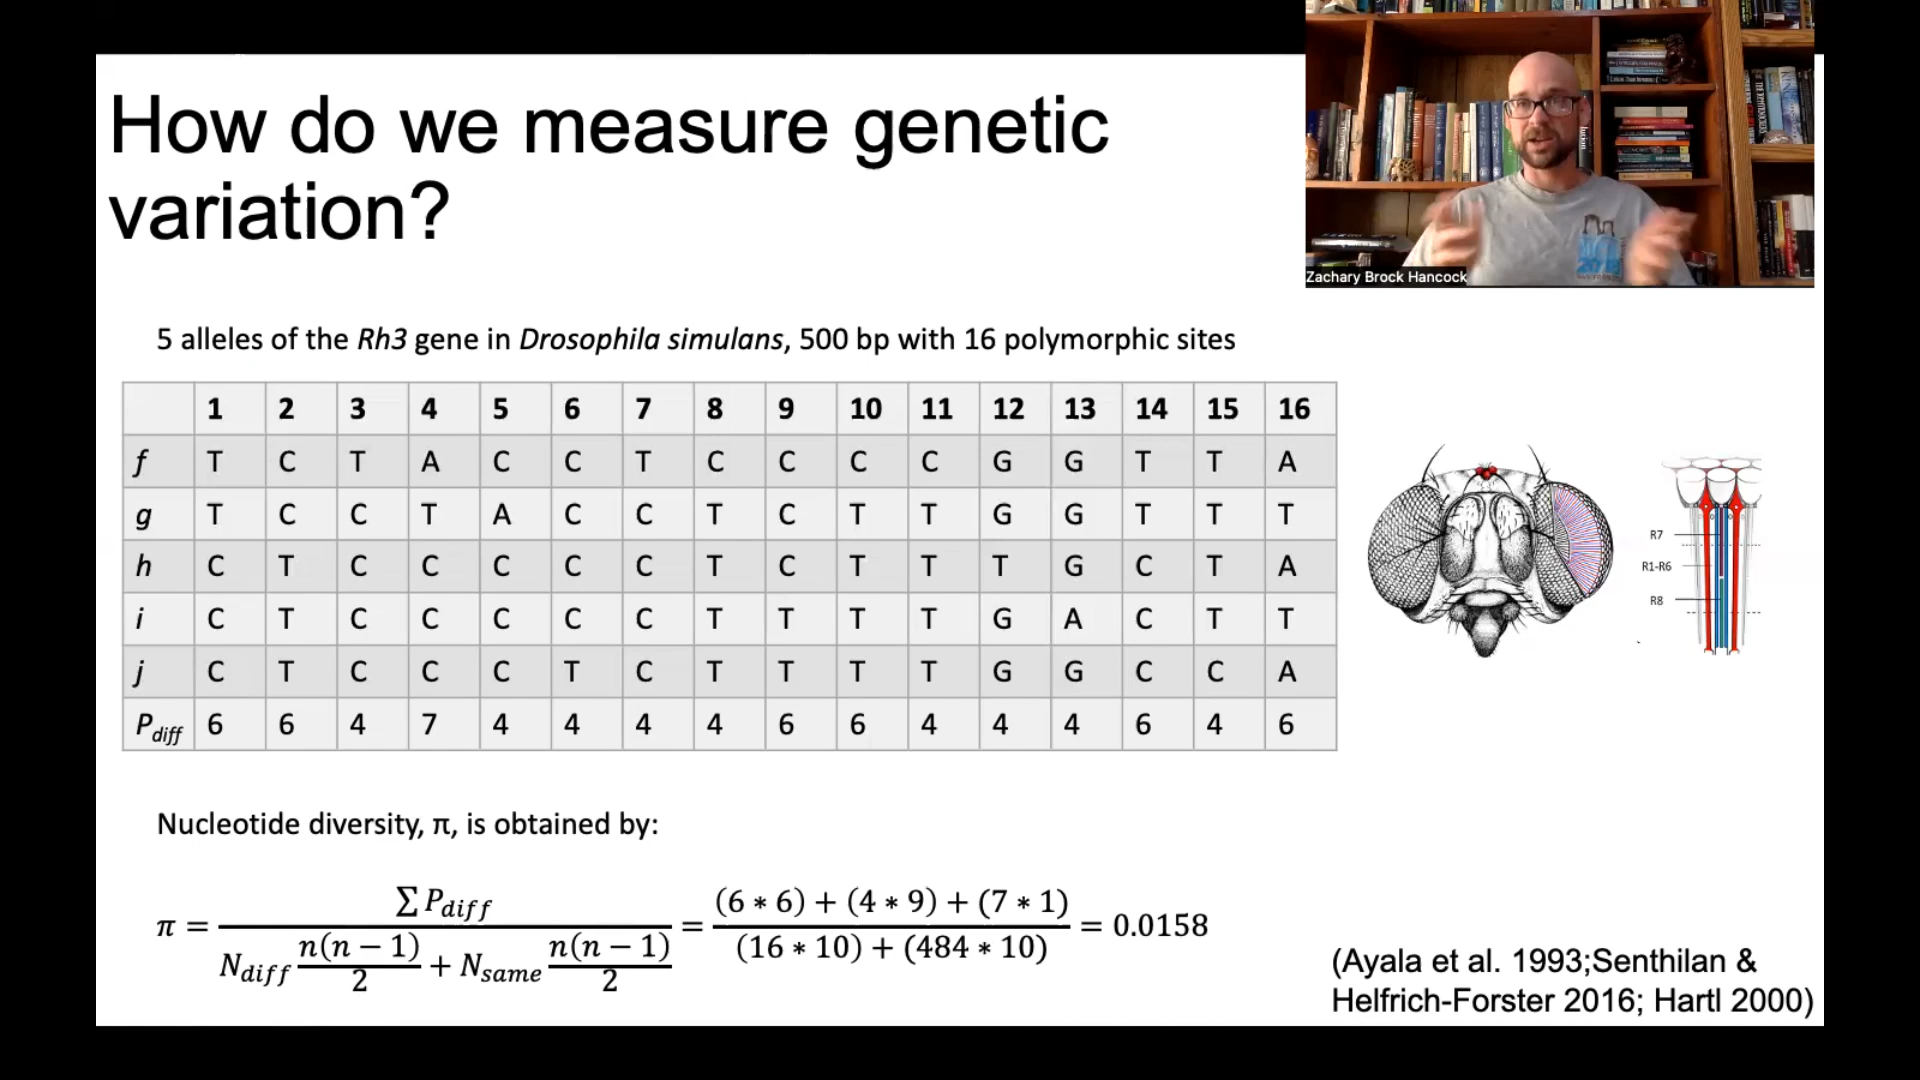 How do we measure genetic
variation?
Zachary Brock Hancock
5 alleles of the Rh3 gene in Drosophila simulans, 500 bp with 16 polymorphic sites
1 2 3 4 5 6 7 8 9 10 11 12 13 14 15 16
f T C T A C C T C C C C G G T T A
g T C C T A C C T C T T G G T T T
h C T C C C C C T C T T T G C T A
i C T C C C C C T T T T G A C T T
j C T C C C T C T T T T G G C C A
Pdiff 6 6 4 7 4 4 4 4 6 6 4 4 4 6 4 6
R7
R1-R6
R8
Nucleotide diversity, π, is obtained by:
π = ∑Pdiff / (Ndiff n(n − 1)/2 + Nsame n(n − 1)/2) = ((6 ∗ 6) + (4 ∗ 9) + (7 ∗ 1)) / ((16 ∗ 10) + (484 ∗ 10)) = 0.0158
(Ayala et al. 1993;Senthilan &
Helfrich-Forster 2016; Hartl 2000)